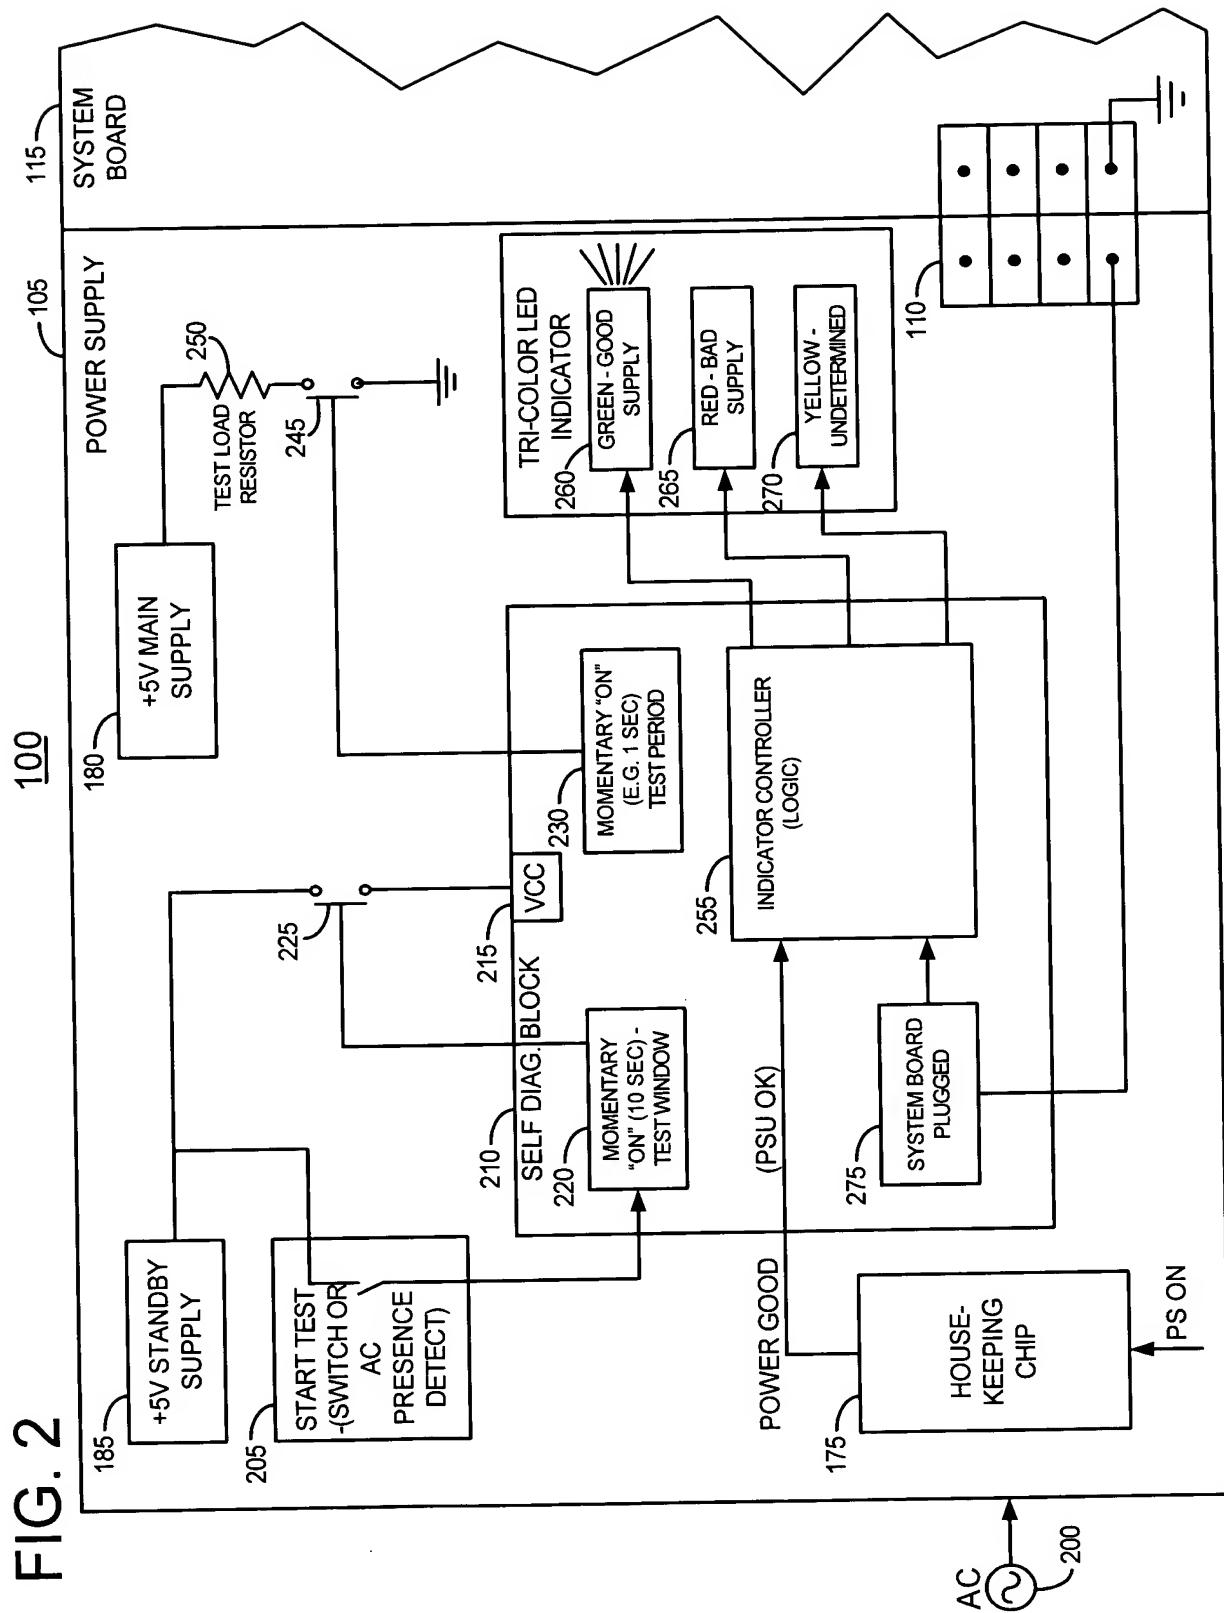 FIG. 2
100
115
SYSTEM
BOARD
105
POWER SUPPLY
185
+5V STANDBY
SUPPLY
180
+5V MAIN
SUPPLY
250
TEST LOAD
RESISTOR
245
205
START TEST
-(SWITCH OR
AC
PRESENCE
DETECT)
225
215
VCC
210
SELF DIAG. BLOCK
220
MOMENTARY
"ON" (10 SEC) -
TEST WINDOW
230
MOMENTARY "ON"
(E.G. 1 SEC)
TEST PERIOD
TRI-COLOR LED
INDICATOR
260
GREEN - GOOD
SUPPLY
265
RED - BAD
SUPPLY
270
YELLOW -
UNDETERMINED
255
INDICATOR CONTROLLER
(LOGIC)
POWER GOOD
(PSU OK)
275
SYSTEM BOARD
PLUGGED
110
175
HOUSE-
KEEPING
CHIP
PS ON
AC
200